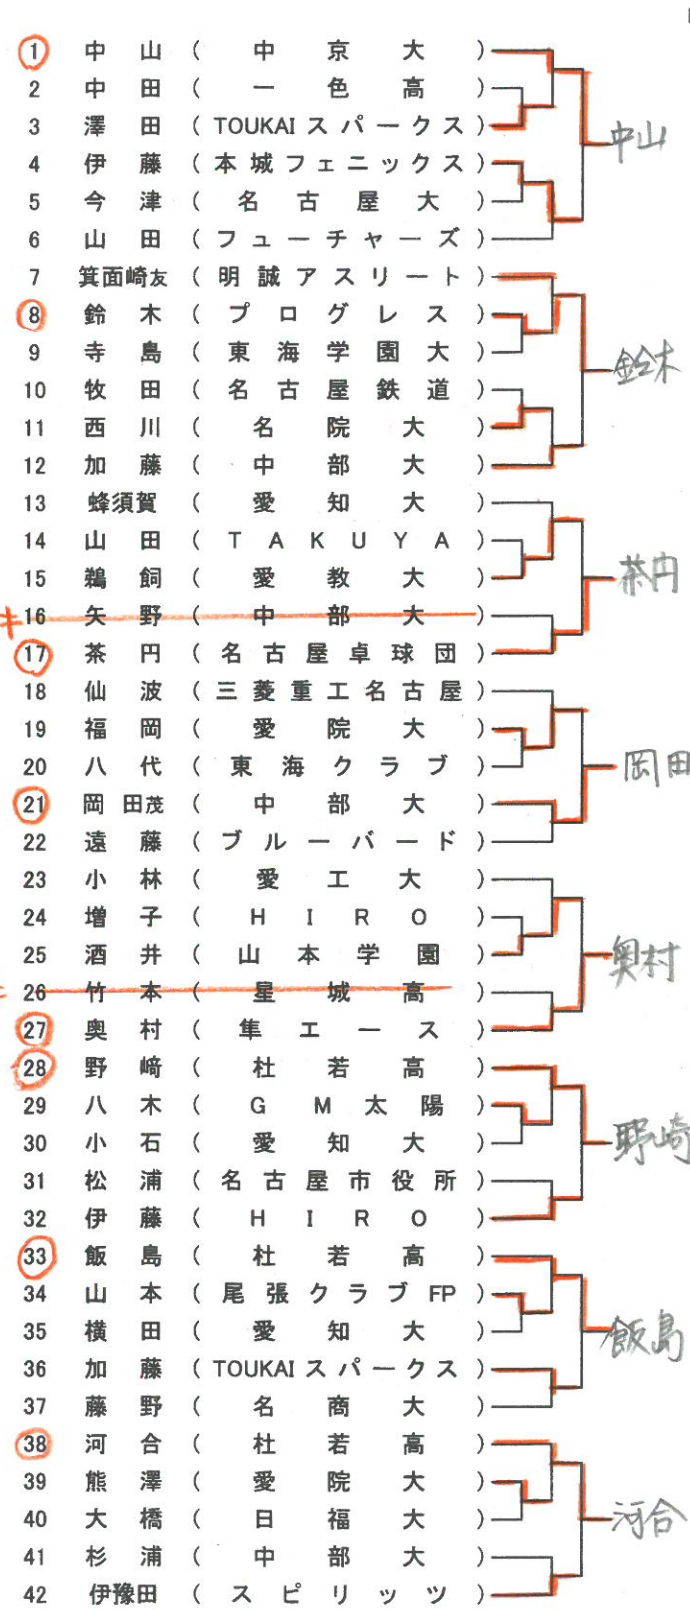 1 中山 (中京大) 中山
2 中田 (一色高)
3 澤田 (TOUKAIスパークス)
4 伊藤 (本城フェニックス)
5 今津 (名古屋大)
6 山田 (フューチャーズ)
7 箕面崎友 (明誠アスリート)
8 鈴木 (プログレス) 鈴木
9 寺島 (東海学園大)
10 牧田 (名古屋鉄道)
11 西川 (名院大)
12 加藤 (中部大)
13 蜂須賀 (愛知大)
14 山田 (TAKUYA)
15 鵜飼 (愛教大) 茶円
16 矢野 (中部大)
17 茶円 (名古屋卓球団)
18 仙波 (三菱重工名古屋)
19 福岡 (愛院大)
20 八代 (東海クラブ) 岡田
21 岡田茂 (中部大)
22 遠藤 (ブルーバード)
23 小林 (愛工大)
24 増子 (HIRO)
25 酒井 (山本学園) 奥村
26 竹本 (星城高)
27 奥村 (隼エース)
28 野﨑 (杜若高)
29 八木 (GM太陽)
30 小石 (愛知大) 野崎
31 松浦 (名古屋市役所)
32 伊藤 (HIRO)
33 飯島 (杜若高)
34 山本 (尾張クラブFP)
35 横田 (愛知大) 飯島
36 加藤 (TOUKAIスパークス)
37 藤野 (名商大)
38 河合 (杜若高)
39 熊澤 (愛院大)
40 大橋 (日福大) 河合
41 杉浦 (中部大)
42 伊豫田 (スピリッツ)